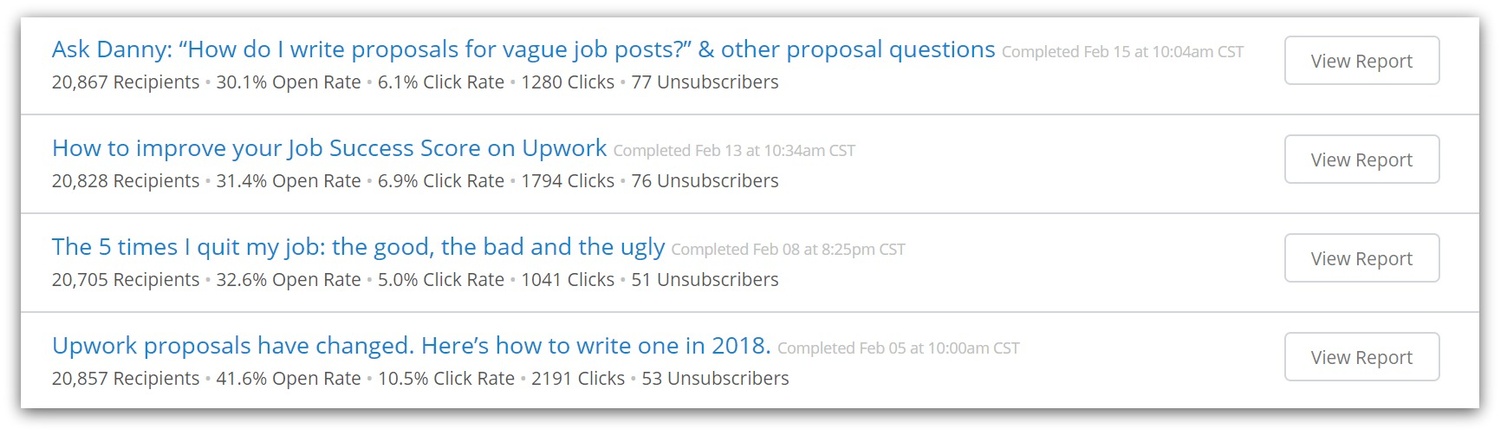 Ask Danny: “How do I write proposals for vague job posts?” & other proposal questions Completed Feb 15 at 10:04am CST
View Report
20,867 Recipients • 30.1% Open Rate • 6.1% Click Rate • 1280 Clicks • 77 Unsubscribers
How to improve your Job Success Score on Upwork Completed Feb 13 at 10:34am CST
View Report
20,828 Recipients • 31.4% Open Rate • 6.9% Click Rate • 1794 Clicks • 76 Unsubscribers
The 5 times I quit my job: the good, the bad and the ugly Completed Feb 08 at 8:25pm CST
View Report
20,705 Recipients • 32.6% Open Rate • 5.0% Click Rate • 1041 Clicks • 51 Unsubscribers
Upwork proposals have changed. Here’s how to write one in 2018. Completed Feb 05 at 10:00am CST
View Report
20,857 Recipients • 41.6% Open Rate • 10.5% Click Rate • 2191 Clicks • 53 Unsubscribers